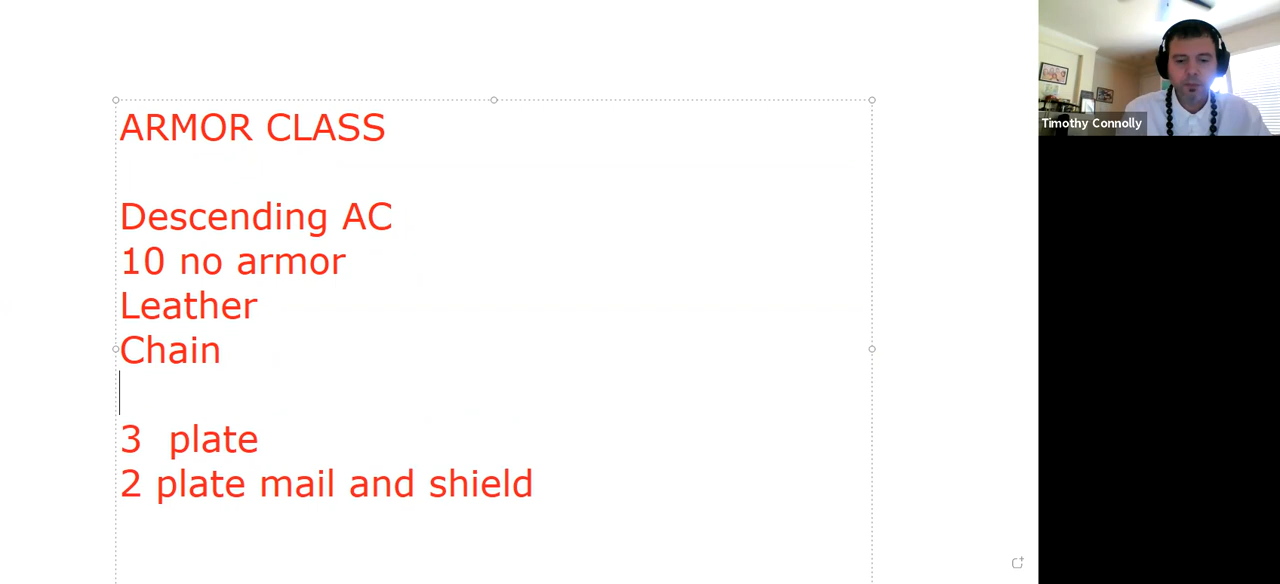 ARMOR CLASS
Descending AC
10 no armor
Leather
Chain
3 plate
2 plate mail and shield
Timothy Connolly